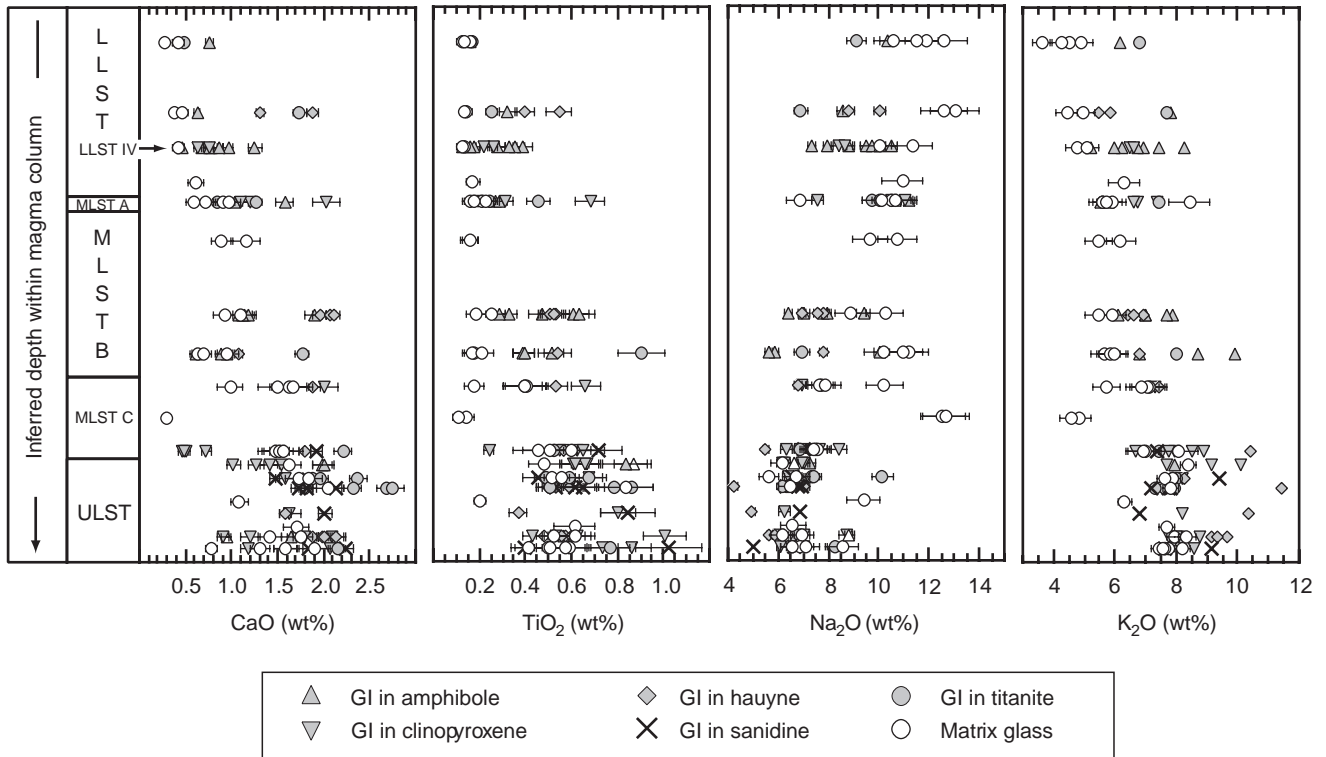 Inferred depth within magma column
L
L
S
T
LLST IV
MLST A
M
L
S
T
B
MLST C
ULST
0.5 1.0 1.5 2.0 2.5
CaO (wt%)
0.2 0.4 0.6 0.8 1.0
TiO2 (wt%)
4 6 8 10 12 14
Na2O (wt%)
4 6 8 10 12
K2O (wt%)
GI in amphibole
GI in hauyne
GI in titanite
GI in clinopyroxene
GI in sanidine
Matrix glass